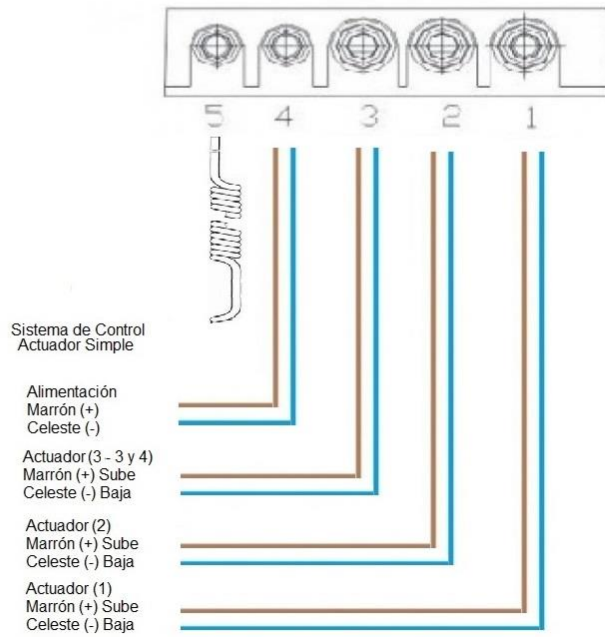 5 4 3 2 1
Sistema de Control
Actuador Simple
Alimentación
Marrón (+)
Celeste (-)
Actuador (3 - 3 y 4)
Marrón (+) Sube
Celeste (-) Baja
Actuador (2)
Marrón (+) Sube
Celeste (-) Baja
Actuador (1)
Marrón (+) Sube
Celeste (-) Baja